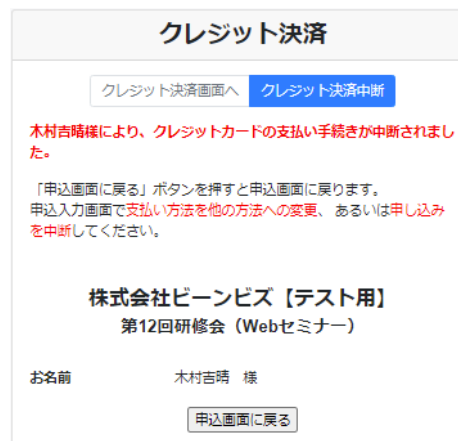 クレジット決済
クレジット決済画面へ クレジット決済中断
木村吉晴様により、クレジットカードの支払い手続きが中断されまし
た。
「申込画面に戻る」ボタンを押すと申込画面に戻ります。
申込入力画面で支払い方法を他の方法への変更、あるいは申し込み
を中断してください。
株式会社ビーンビズ【テスト用】
第12回研修会（Webセミナー）
お名前 木村吉晴 様
申込画面に戻る